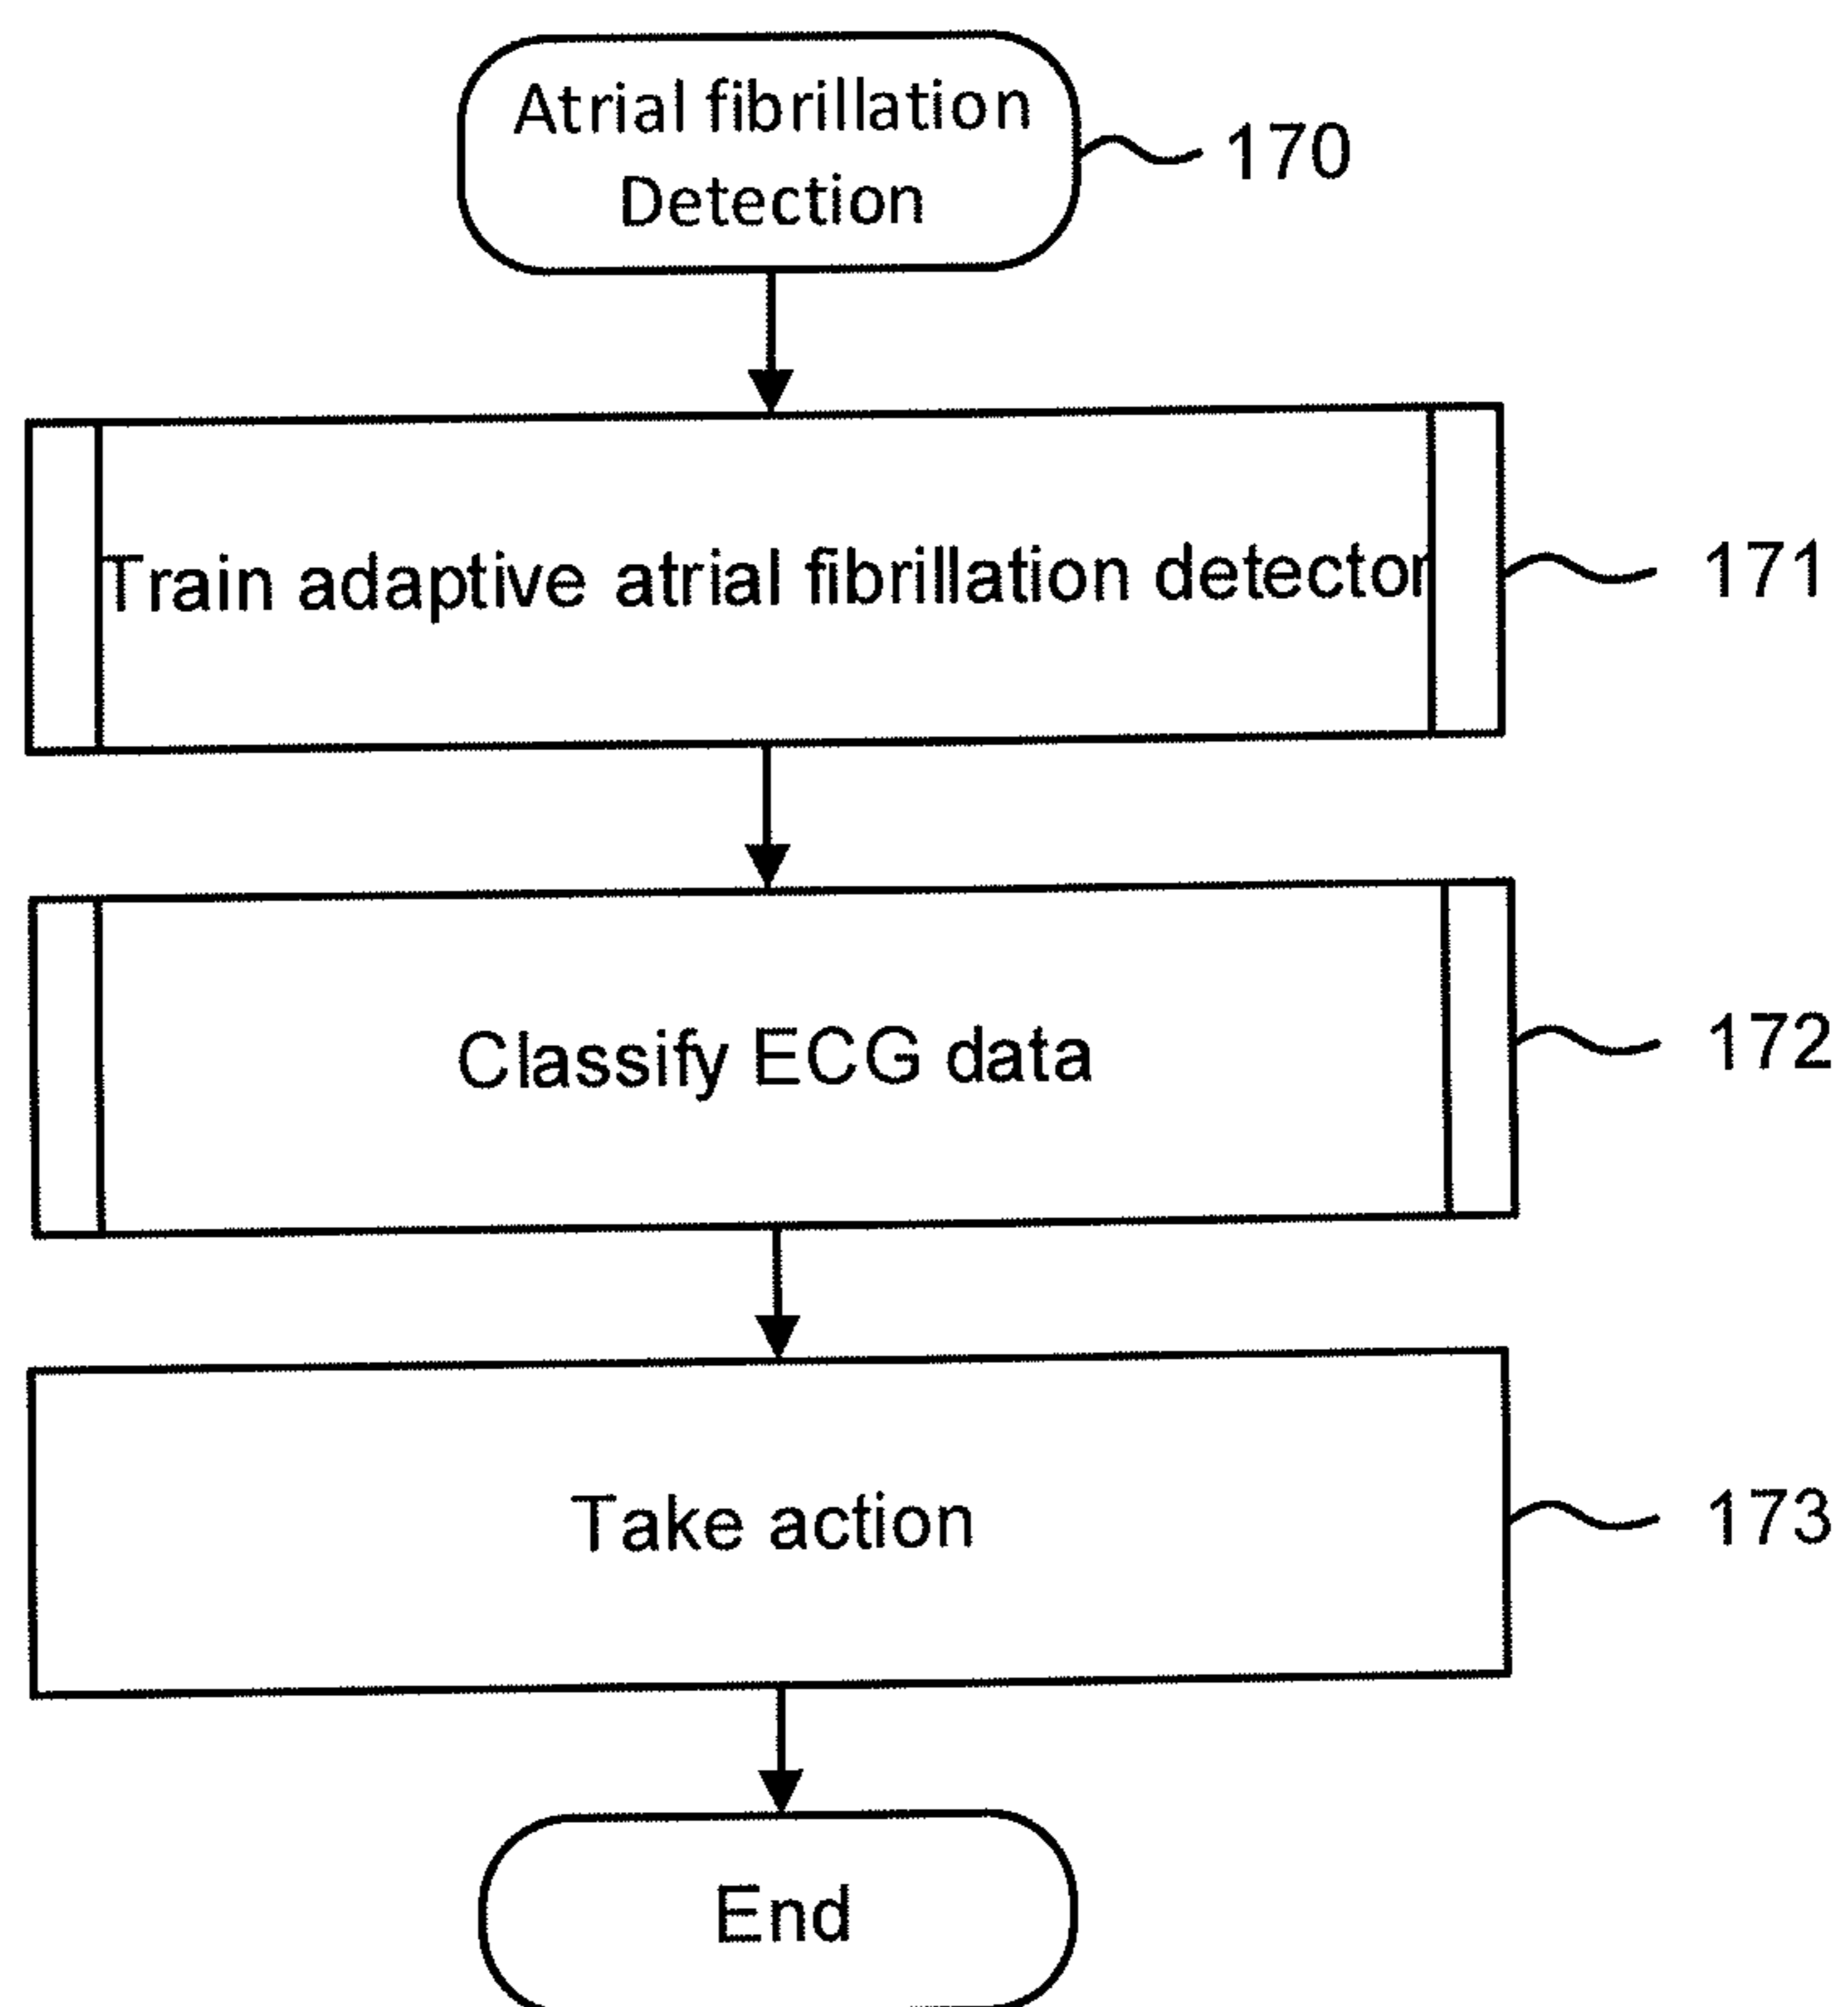 Atrial fibrillation
Detection
170
Train adaptive atrial fibrillation detector
171
Classify ECG data
172
Take action
173
End